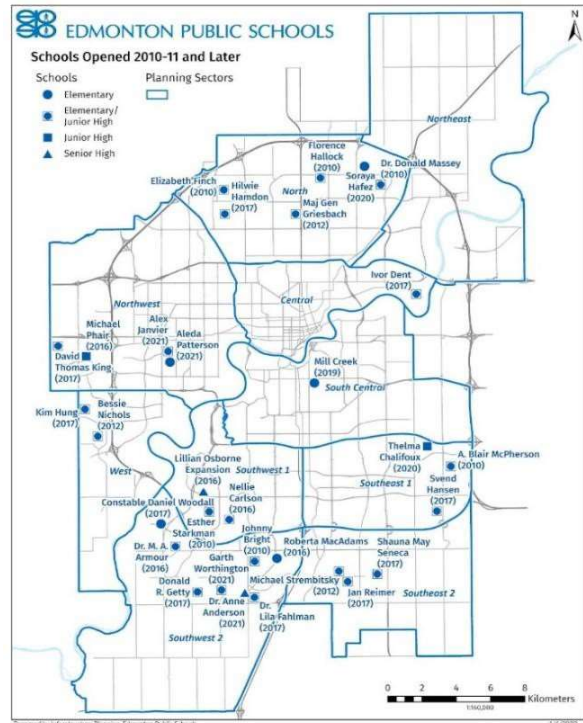 EDMONTON PUBLIC SCHOOLS
N
Schools Opened 2010-11 and Later
Schools
Planning Sectors
Elementary
Elementary/
Junior High
Junior High
Senior High
Northeast
Florence
Hallock
(2010)
Dr. Donald Massey
(2010)
Soraya
Hafez
(2020)
Elizabeth Finch
(2010)
Hilwie
Hamdon
(2017)
North
Maj Gen
Griesbach
(2012)
Ivor Dent
(2017)
Central
Northwest
Michael
Phair
(2016)
Alex
Janvier
(2021)
Aleda
Patterson
(2021)
David
Thomas King
(2017)
Mill Creek
(2019)
South Central
Kim Hung
(2017)
Bessie
Nichols
(2012)
West
Lillian Osborne
Expansion
(2016)
Southwest 1
Thelma
Chalifoux
(2020)
A. Blair McPherson
(2010)
Southeast 1
Svend
Hansen
(2017)
Nellie
Carlson
(2016)
Constable Daniel Woodall
(2017)
Esther
Starkman
(2010)
Johnny
Bright
(2010)
Roberta MacAdams
(2016)
Shauna May
Seneca
(2017)
Dr. M. A.
Armour
(2016)
Garth
Worthington
(2021)
Michael Strembitsky
(2012)
Jan Reimer
(2017)
Southeast 2
Donald
R. Getty
(2017)
Dr. Anne
Anderson
(2021)
Dr.
Lila Fahlman
(2017)
Southwest 2
0 2 4 6 8
Kilometers